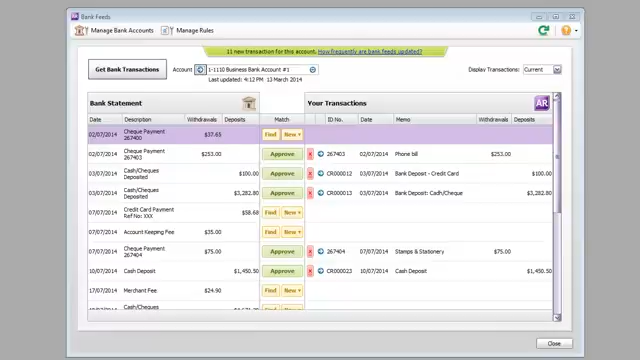 Bank Feeds
Manage Bank Accounts Manage Rules
11 new transaction for this account. How frequently are bank feeds updated?
Get Bank Transactions Account 1-1110 Business Bank Account #1 Display Transactions: Current
Last updated: 4:12 PM 13 March 2014
Bank Statement Your Transactions AR
Date Description Withdrawals Deposits Match ID.No. Date Memo Withdrawals Deposits
02/07/2014 Cheque Payment 267400 $37.65 Find New
02/07/2014 Cheque Payment 267403 $253.00 Approve x 267403 02/07/2014 Phone bill $253.00
03/07/2014 Cash/Cheques Deposited $100.00 Approve x CR000012 03/07/2014 Bank Deposit - Credit Card $100.00
03/07/2014 Cash/Cheques Deposited $3,282.80 Approve x CR000013 03/07/2014 Bank Deposit: Cash/Cheque $3,282.80
07/07/2014 Credit Card Payment Ref No: XXX $58.68 Find New
07/07/2014 Account Keeping Fee $35.00 Find New
07/07/2014 Cheque Payment 267404 $75.00 Approve x 267404 07/07/2014 Stamps & Stationery $75.00
10/07/2014 Cash Deposit $1,450.50 Approve x CR000023 10/07/2014 Cash Deposit $1,450.50
17/07/2014 Merchant Fee $24.90 Find New
Cash/Cheques
Close